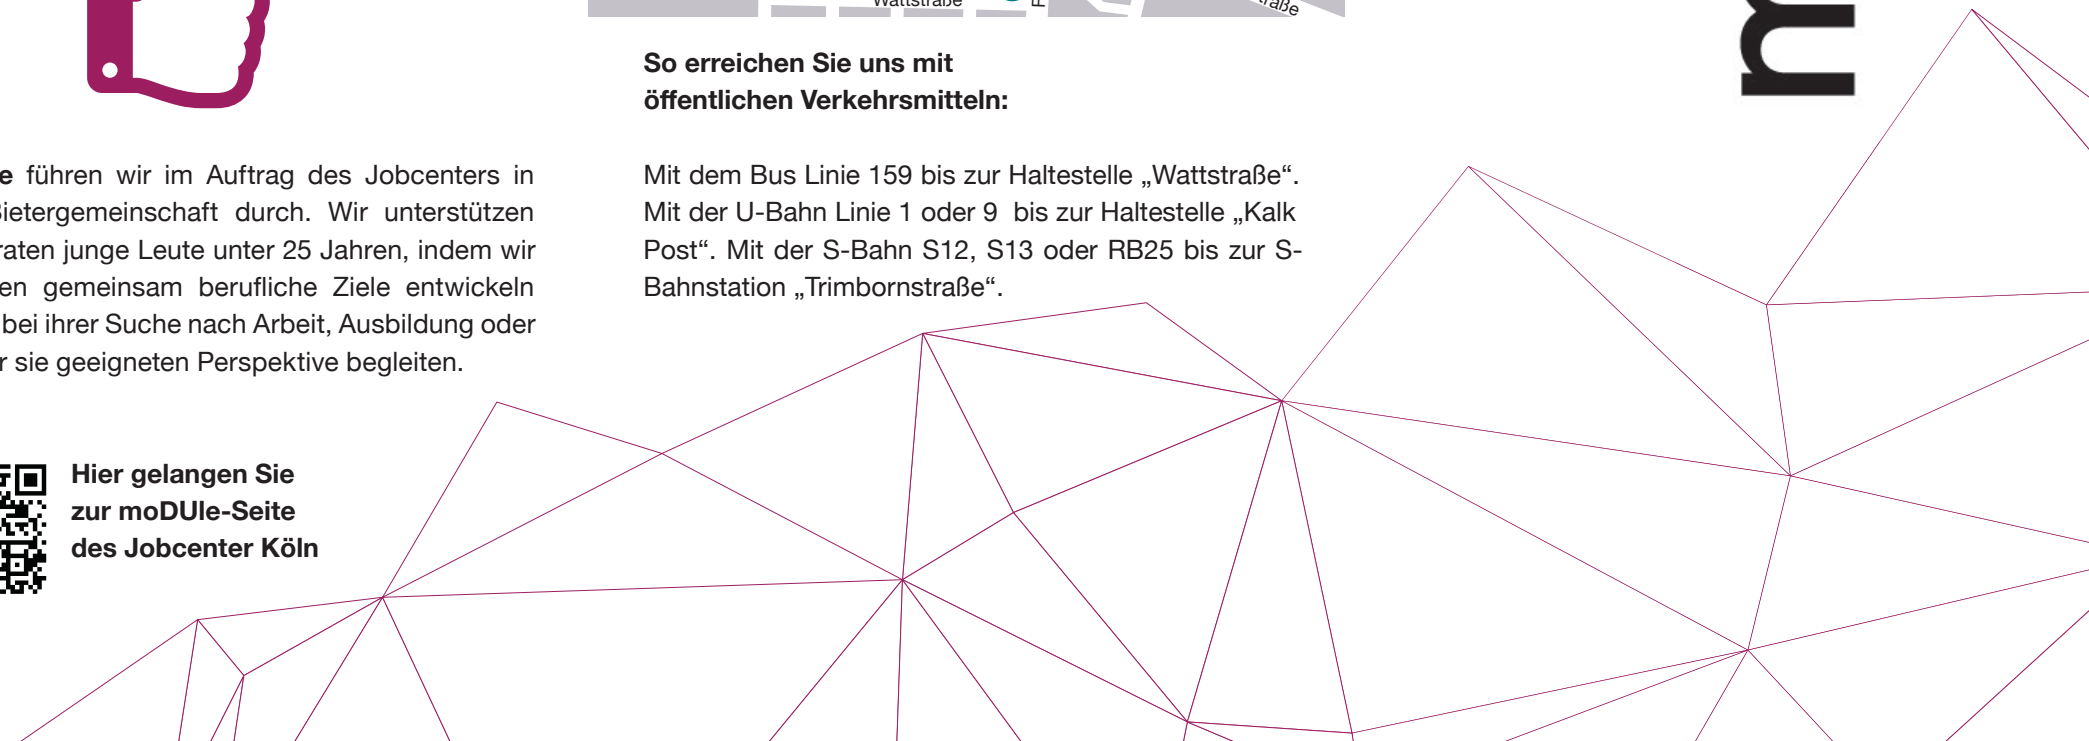 Wattstraße
So erreichen Sie uns mit
öffentlichen Verkehrsmitteln:
e führen wir im Auftrag des Jobcenters in
Bietergemeinschaft durch. Wir unterstützen
raten junge Leute unter 25 Jahren, indem wir
en gemeinsam berufliche Ziele entwickeln
bei ihrer Suche nach Arbeit, Ausbildung oder
r sie geeigneten Perspektive begleiten.
Mit dem Bus Linie 159 bis zur Haltestelle „Wattstraße“.
Mit der U-Bahn Linie 1 oder 9 bis zur Haltestelle „Kalk
Post“. Mit der S-Bahn S12, S13 oder RB25 bis zur S-
Bahnstation „Trimbornstraße“.
Hier gelangen Sie
zur moDUle-Seite
des Jobcenter Köln
m